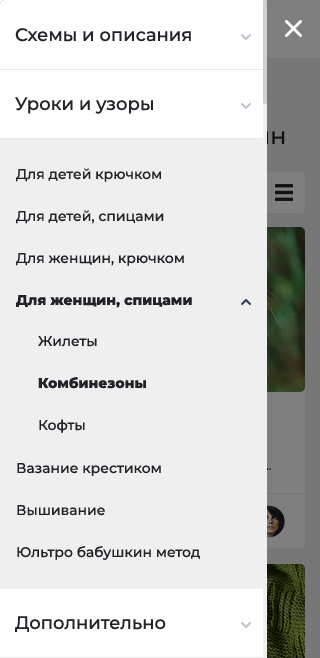 Схемы и описания
Уроки и узоры
Для детей крючком
Для детей, спицами
Для женщин, крючком
Для женщин, спицами
Жилеты
Комбинезоны
Кофты
Вазание крестиком
Вышивание
Юльтро бабушкин метод
Дополнительно